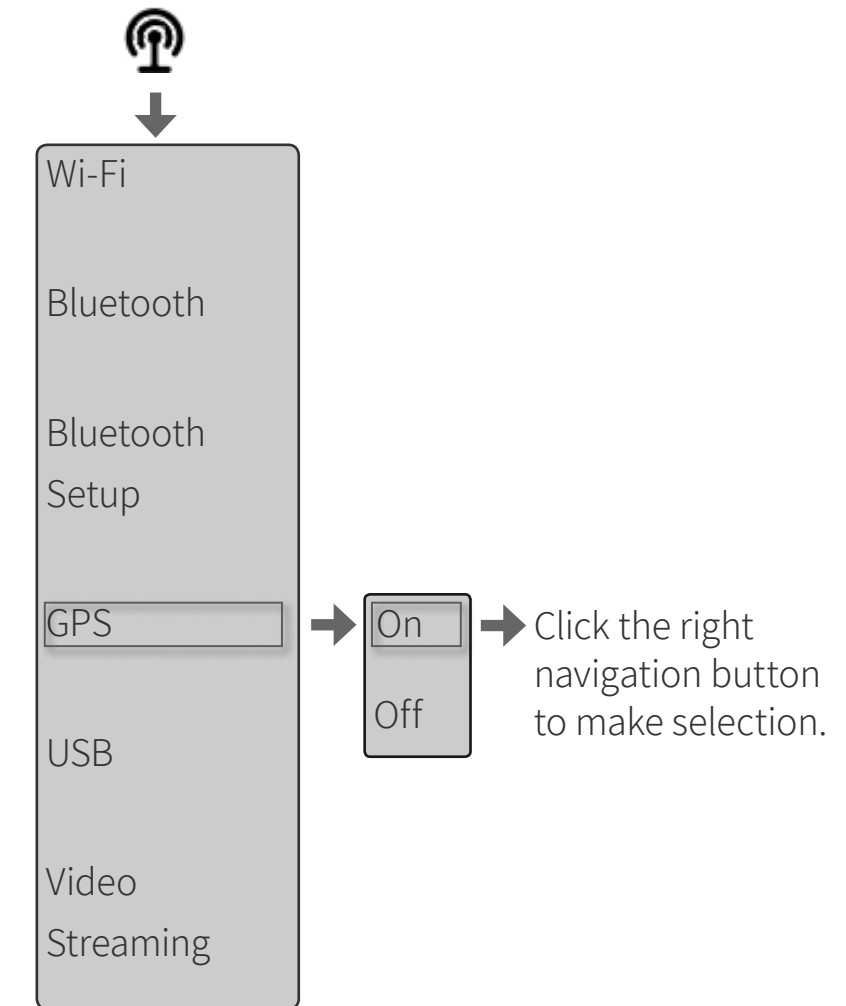 Wi-Fi
Bluetooth
Bluetooth
Setup
GPS
On
Off
Click the right
navigation button
to make selection.
USB
Video
Streaming